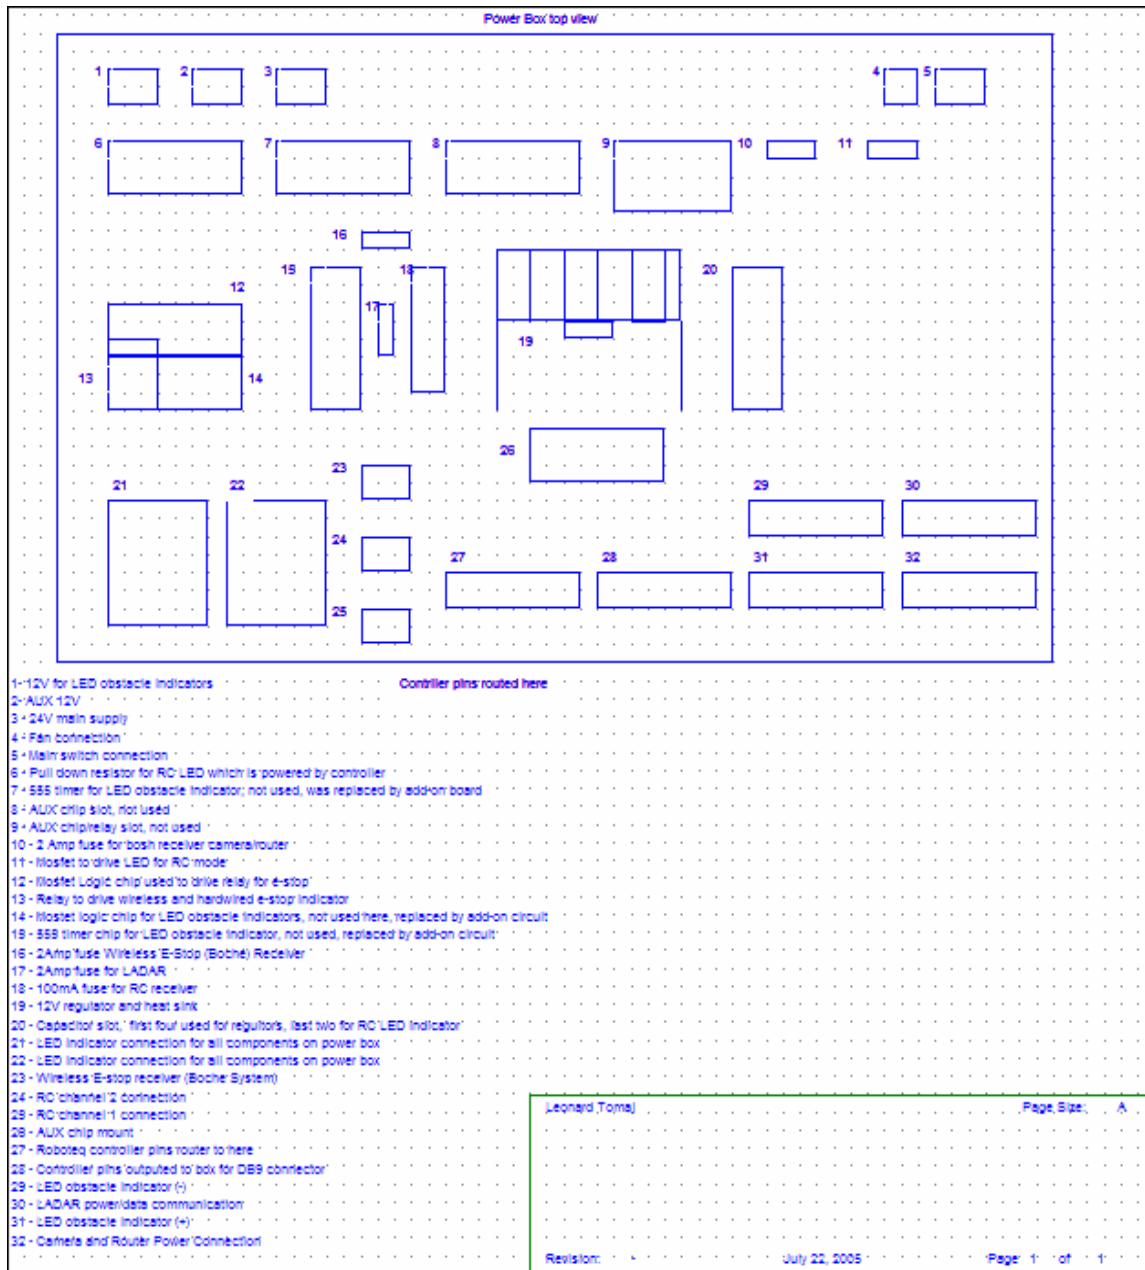 Power Box top view
1 2 3 4 5
6 7 8 9 10 11
16
15 18 20
12 17
19
13 14
26
23
21 22 29 30
24
27 28 31 32
25
1- 12V for LED obstacle indicators
Contriler pins routed here
2- AUX 12V
3 - 24V main supply
4 - Fan connection
5 - Main switch connection
6 - Pull down resistor for RC LED which is powered by controller
7 - 555 timer for LED obstacle indicator; not used, was replaced by add-on board
8 - AUX chip slot, not used
9 - AUX chip/relay slot, not used
10 - 2 Amp fuse for bosh receiver camera/router
11 - Mosfet to drive LED for RC mode
12 - Mosfet Logic chip used to drive relay for e-stop
13 - Relay to drive wireless and hardwired e-stop indicator
14 - Mosfet logic chip for LED obstacle indicators, not used here, replaced by add-on circuit
15 - 555 timer chip for LED obstacle indicator, not used, replaced by add-on circuit
16 - 2Amp fuse Wireless E-Stop (Boche) Receiver
17 - 2Amp fuse for LADAR
18 - 100mA fuse for RC receiver
19 - 12V regulator and heat sink
20 - Capacitor slot, first four used for regultors, last two for RC LED indicator
21 - LED indicator connection for all components on power box
22 - LED indicator connection for all components on power box
23 - Wireless E-stop receiver (Boche System)
24 - RC channel 2 connection
25 - RC channel 1 connection
26 - AUX chip mount
27 - Roboteq controller pins router to here
28 - Controller pins outputed to box for DB9 connector
29 - LED obstacle indicator (-)
30 - LADAR power/data communication
31 - LED obstacle indicator (+)
32 - Camera and Router Power Connection
Leonard Tomaj Page Size: A
Revision: - July 22, 2005 Page 1 of 1